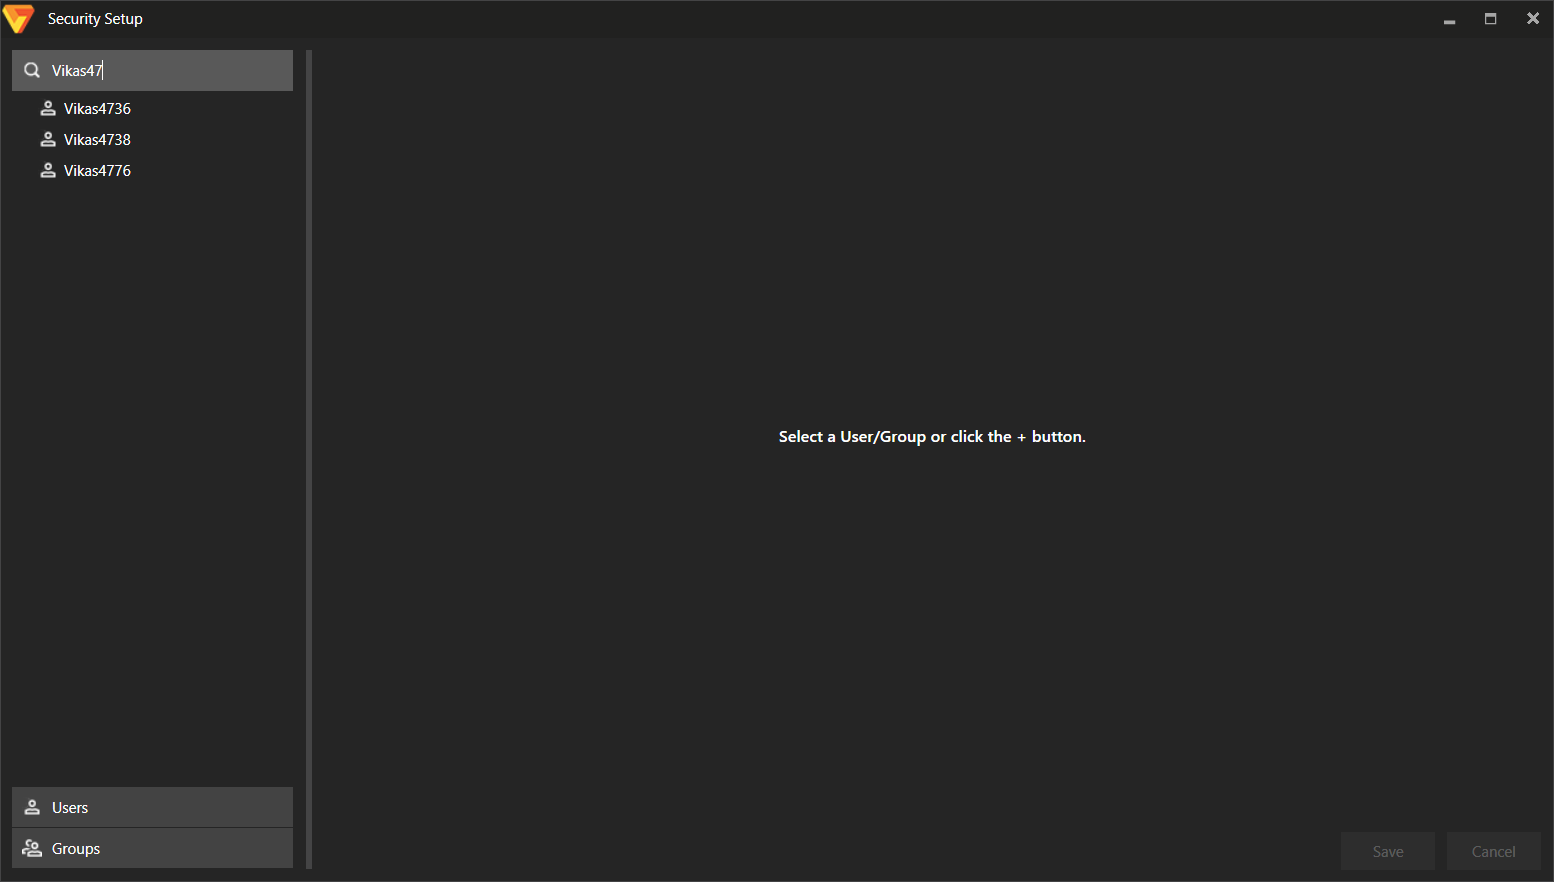 Security Setup
Vikas47
Vikas4736
Vikas4738
Vikas4776
Select a User/Group or click the + button.
Users
Groups
Save
Cancel